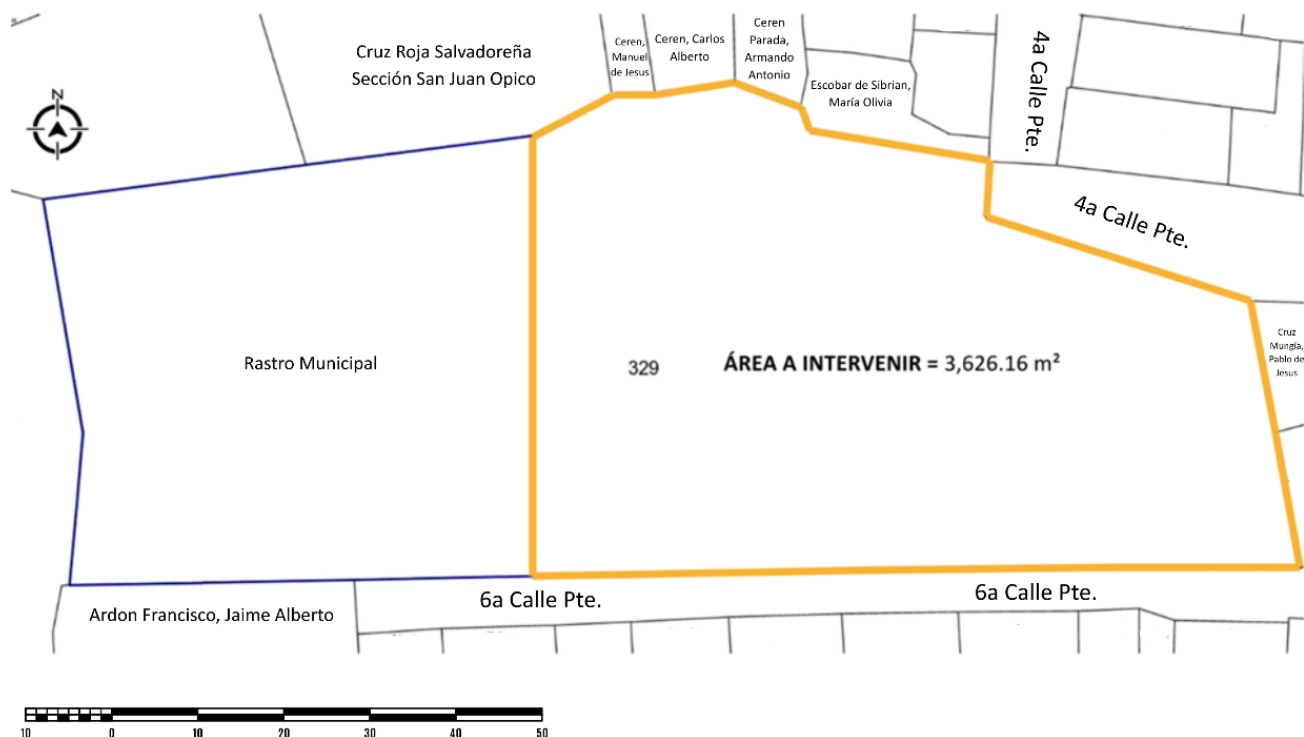 N
Cruz Roja Salvadoreña
Sección San Juan Opico
Ceren,
Manuel
de Jesus
Ceren, Carlos
Alberto
Ceren
Parada,
Armando
Antonio
Escobar de Sibrian,
María Olivia
4a Calle Pte.
4a Calle Pte.
Rastro Municipal
329
ÁREA A INTERVENIR = 3,626.16 m²
Cruz
Mungía,
Pablo de
Jesus
6a Calle Pte.
6a Calle Pte.
Ardon Francisco, Jaime Alberto
10 0 10 20 30 40 50